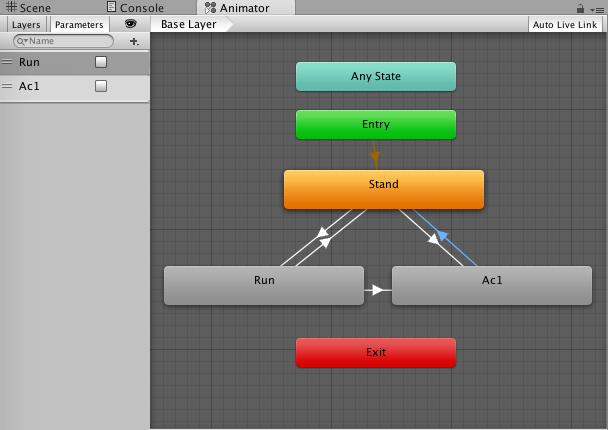 Scene Console Animator
Layers Parameters Base Layer Auto Live Link
Name
Run
Ac1
Any State
Entry
Stand
Run Ac1
Exit